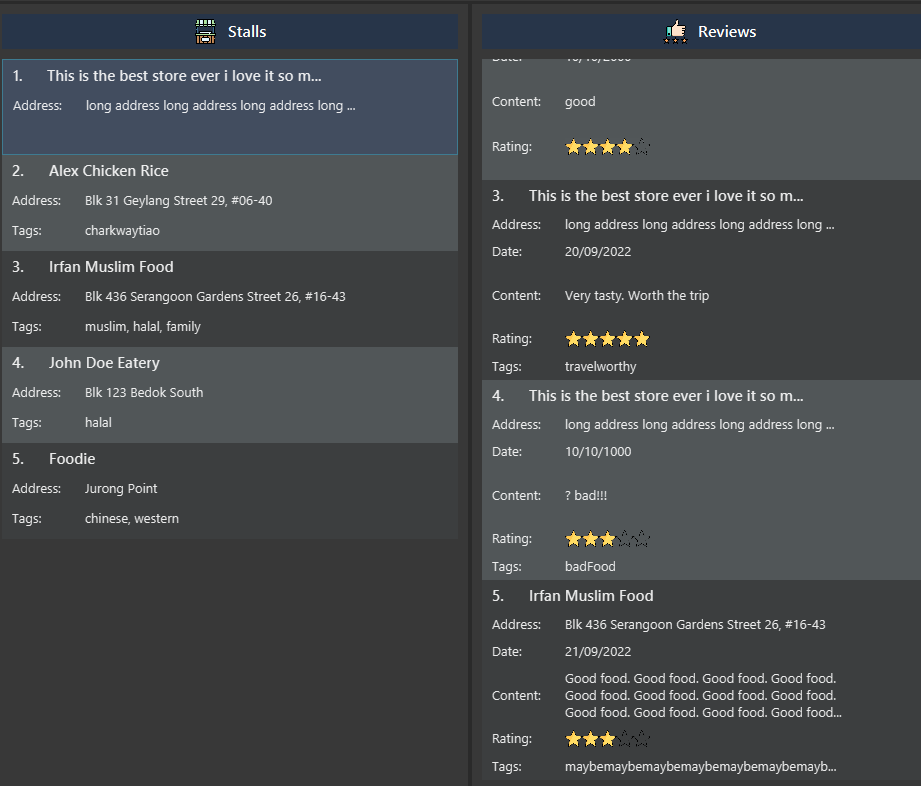 Stalls
1. This is the best store ever i love it so m...
Address: long address long address long address long ...
2. Alex Chicken Rice
Address: Blk 31 Geylang Street 29, #06-40
Tags: charkwaytiao
3. Irfan Muslim Food
Address: Blk 436 Serangoon Gardens Street 26, #16-43
Tags: muslim, halal, family
4. John Doe Eatery
Address: Blk 123 Bedok South
Tags: halal
5. Foodie
Address: Jurong Point
Tags: chinese, western
Reviews
Date: 10/10/2000
Content: good
Rating:
3. This is the best store ever i love it so m...
Address: long address long address long address long ...
Date: 20/09/2022
Content: Very tasty. Worth the trip
Rating:
Tags: travelworthy
4. This is the best store ever i love it so m...
Address: long address long address long address long ...
Date: 10/10/1000
Content: ? bad!!!
Rating:
Tags: badFood
5. Irfan Muslim Food
Address: Blk 436 Serangoon Gardens Street 26, #16-43
Date: 21/09/2022
Content: Good food. Good food. Good food. Good food.
Good food. Good food. Good food. Good food.
Good food. Good food. Good food. Good food...
Rating:
Tags: maybemaybemaybemaybemaybemaybemayb...